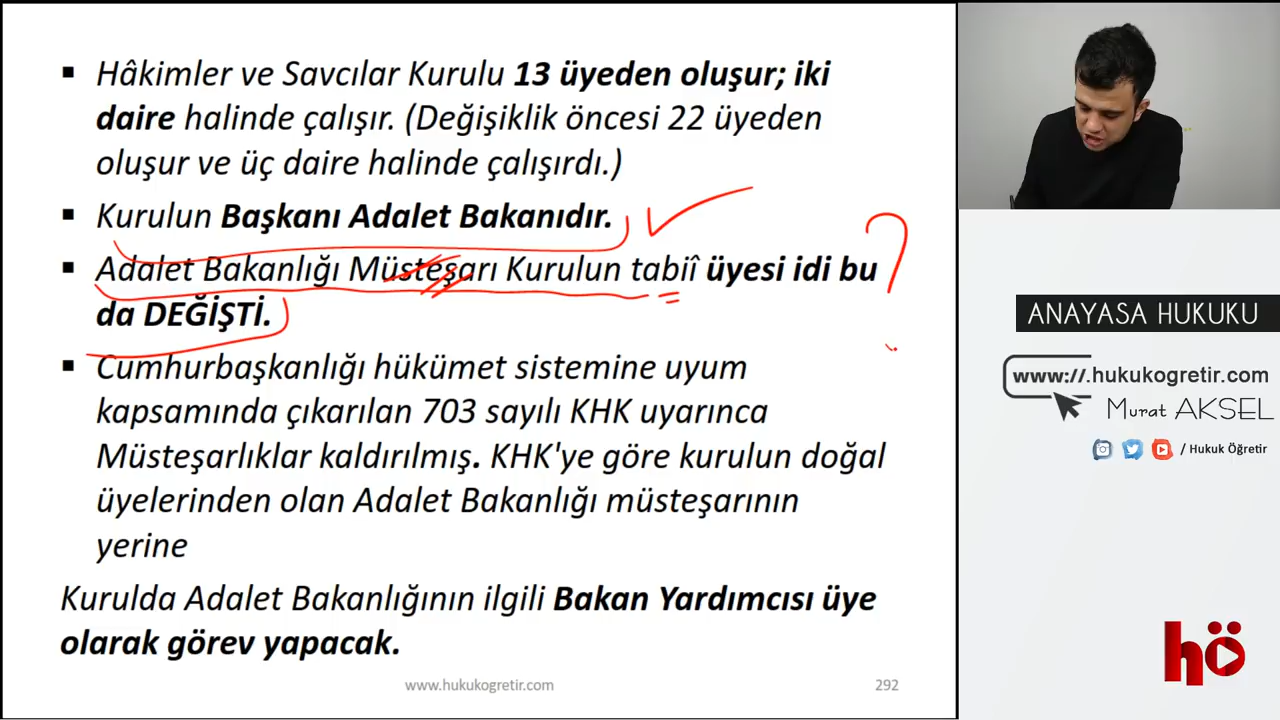 ▪ Hâkimler ve Savcılar Kurulu 13 üyeden oluşur; iki
daire halinde çalışır. (Değişiklik öncesi 22 üyeden
oluşur ve üç daire halinde çalışırdı.)
▪ Kurulun Başkanı Adalet Bakanıdır.
▪ Adalet Bakanlığı Müsteşarı Kurulun tabiî üyesi idi bu
da DEĞİŞTİ.
▪ Cumhurbaşkanlığı hükümet sistemine uyum
kapsamında çıkarılan 703 sayılı KHK uyarınca
Müsteşarlıklar kaldırılmış. KHK'ye göre kurulun doğal
üyelerinden olan Adalet Bakanlığı müsteşarının
yerine
Kurulda Adalet Bakanlığının ilgili Bakan Yardımcısı üye
olarak görev yapacak.
www.hukukogretir.com
292
?
ANAYASA HUKUKU
www://.hukukogretir.com
Murat AKSEL
/ Hukuk Öğretir
hö